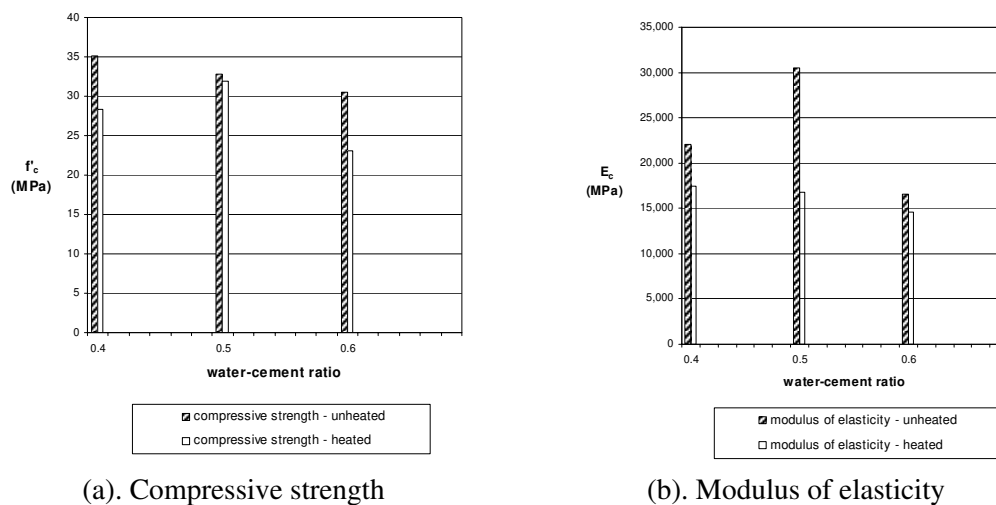 40
35
30
25
20
15
10
5
0
f'c
(MPa)
0.4 0.5 0.6
water-cement ratio
compressive strength - unheated
compressive strength - heated
(a). Compressive strength
35,000
30,000
25,000
20,000
15,000
10,000
5,000
0
Ec
(MPa)
0.4 0.5 0.6
water-cement ratio
modulus of elasticity - unheated
modulus of elasticity - heated
(b). Modulus of elasticity